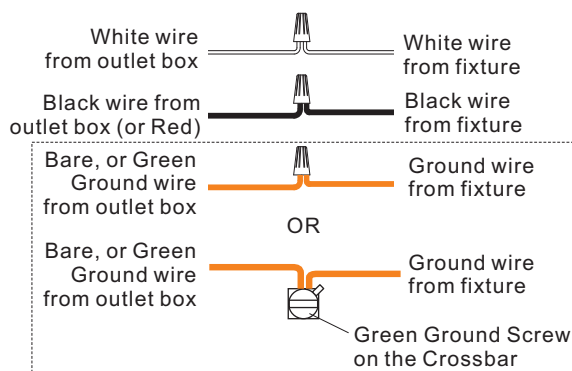 White wire
from outlet box
White wire
from fixture
Black wire from
outlet box (or Red)
Black wire
from fixture
Bare, or Green
Ground wire
from outlet box
Ground wire
from fixture
OR
Bare, or Green
Ground wire
from outlet box
Ground wire
from fixture
Green Ground Screw
on the Crossbar